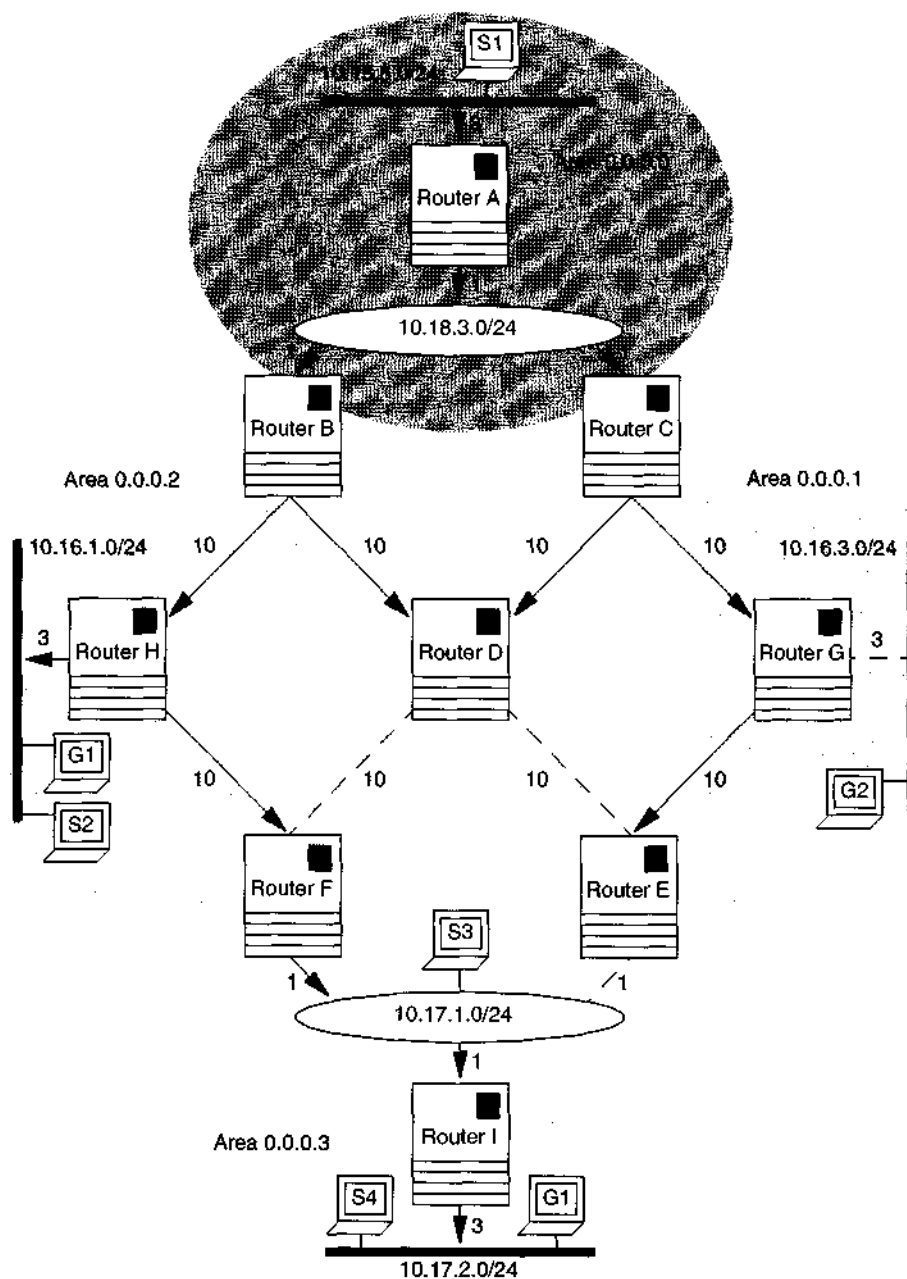 S1
Router A
1
10.18.3.0/24
Router B
Router C
Area 0.0.0.2
Area 0.0.0.1
10.16.1.0/24
10
10
10
10
10.16.3.0/24
3
Router H
Router D
Router G
3
G1
10
10
10
10
G2
S2
Router F
S3
Router E
1
1
10.17.1.0/24
1
Area 0.0.0.3
Router I
S4
3
G1
10.17.2.0/24